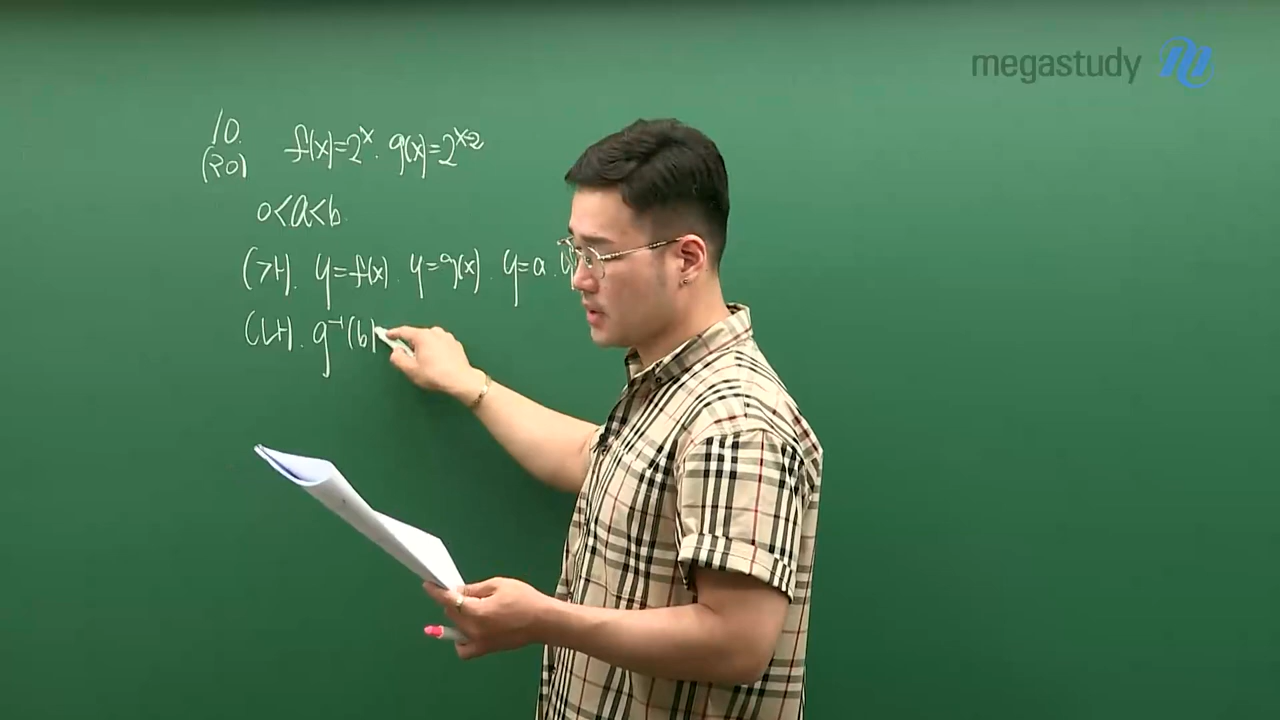 megastudy
10. f(x)=2^x. g(x)=2^{x-2}
(20)
0<a<b.
(가). y=f(x). y=g(x). y=a.
(나). g⁻¹(b)